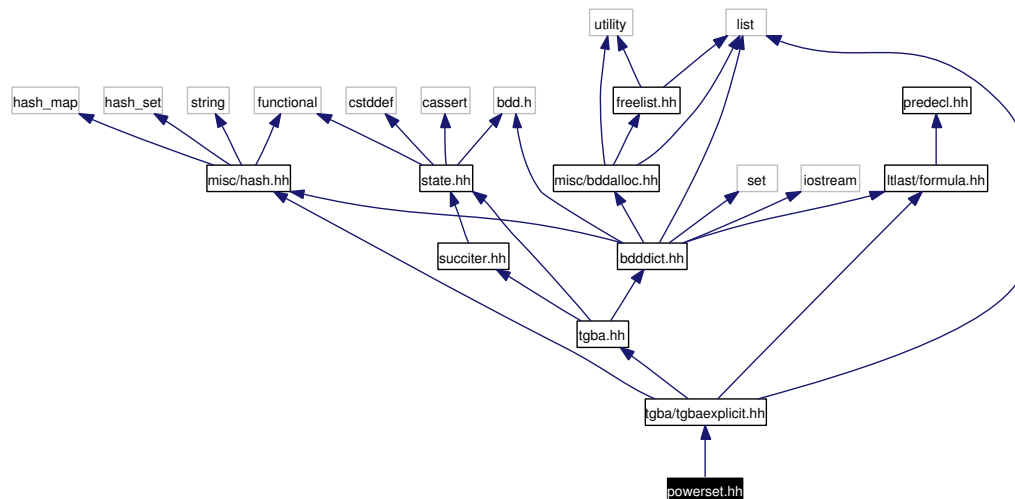 utility
list
hash_map
hash_set
string
functional
cstddef
cassert
bdd.h
freelist.hh
predecl.hh
misc/hash.hh
state.hh
misc/bddalloc.hh
set
iostream
ltlast/formula.hh
succiter.hh
bdddict.hh
tgba.hh
tgba/tgbaexplicit.hh
powerset.hh